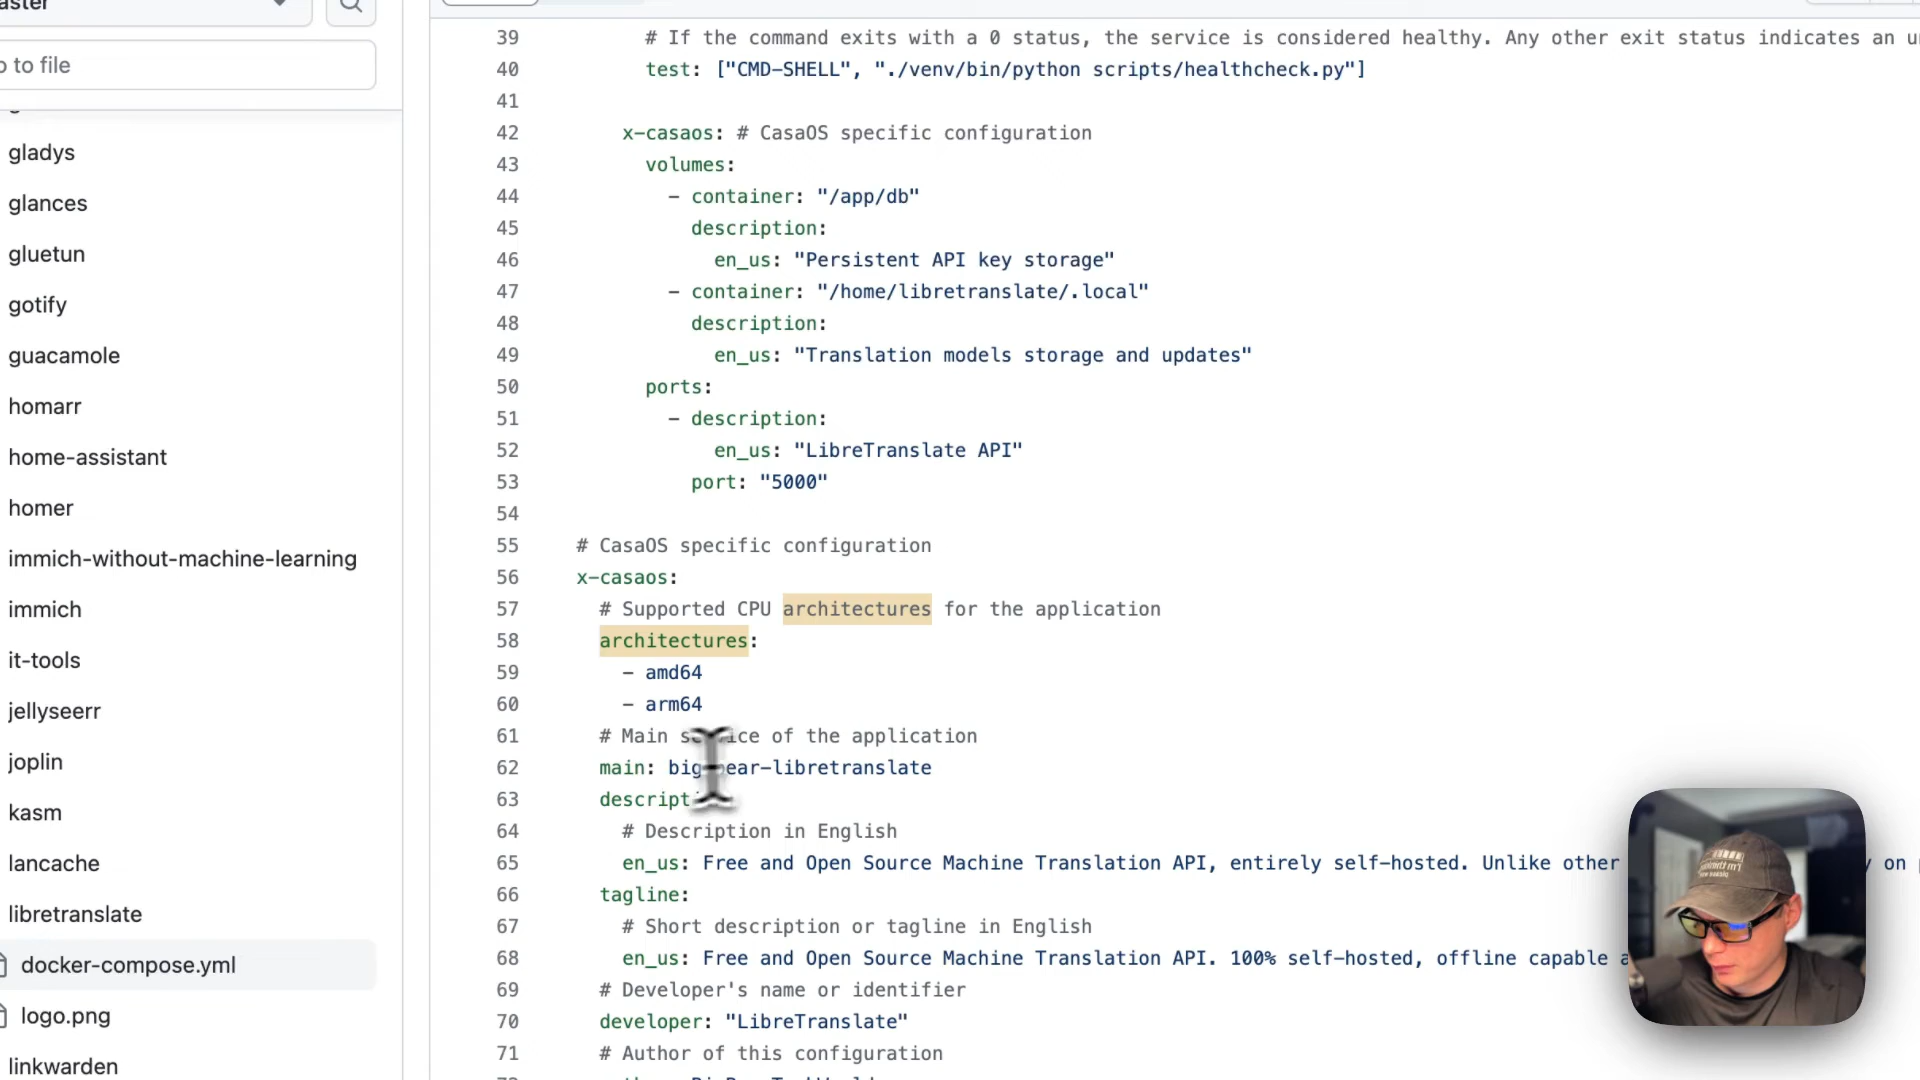 aster
o to file
gladys
glances
gluetun
gotify
guacamole
homarr
home-assistant
homer
immich-without-machine-learning
immich
it-tools
jellyseerr
joplin
kasm
lancache
libretranslate
docker-compose.yml
logo.png
linkwarden
39 # If the command exits with a 0 status, the service is considered healthy. Any other exit status indicates an u
40 test: ["CMD-SHELL", "./venv/bin/python scripts/healthcheck.py"]
41
42 x-casaos: # CasaOS specific configuration
43 volumes:
44 - container: "/app/db"
45 description:
46 en_us: "Persistent API key storage"
47 - container: "/home/libretranslate/.local"
48 description:
49 en_us: "Translation models storage and updates"
50 ports:
51 - description:
52 en_us: "LibreTranslate API"
53 port: "5000"
54
55 # CasaOS specific configuration
56 x-casaos:
57 # Supported CPU architectures for the application
58 architectures:
59 - amd64
60 - arm64
61 # Main service of the application
62 main: big-bear-libretranslate
63 descript
64 # Description in English
65 en_us: Free and Open Source Machine Translation API, entirely self-hosted. Unlike other y on
66 tagline:
67 # Short description or tagline in English
68 en_us: Free and Open Source Machine Translation API. 100% self-hosted, offline capable a
69 # Developer's name or identifier
70 developer: "LibreTranslate"
71 # Author of this configuration